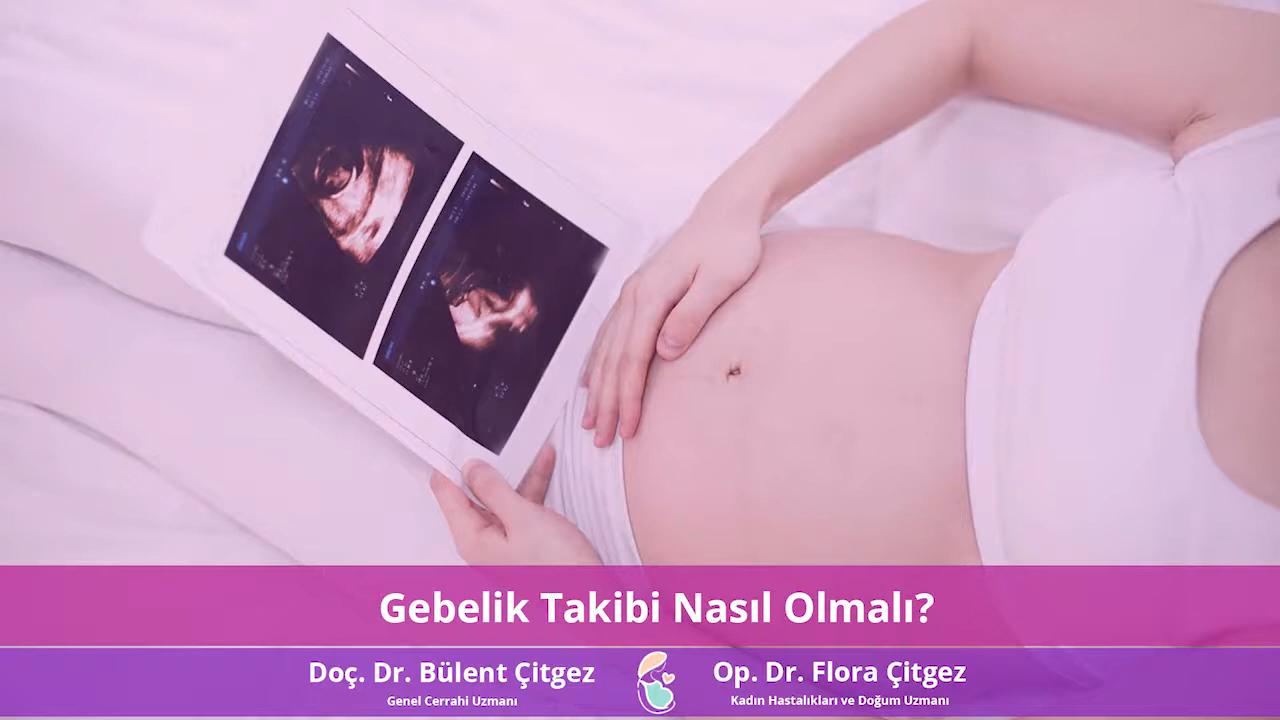 Gebelik Takibi Nasıl Olmalı?
Doç. Dr. Bülent Çitgez
Genel Cerrahi Uzmanı
Op. Dr. Flora Çitgez
Kadın Hastalıkları ve Doğum Uzmanı